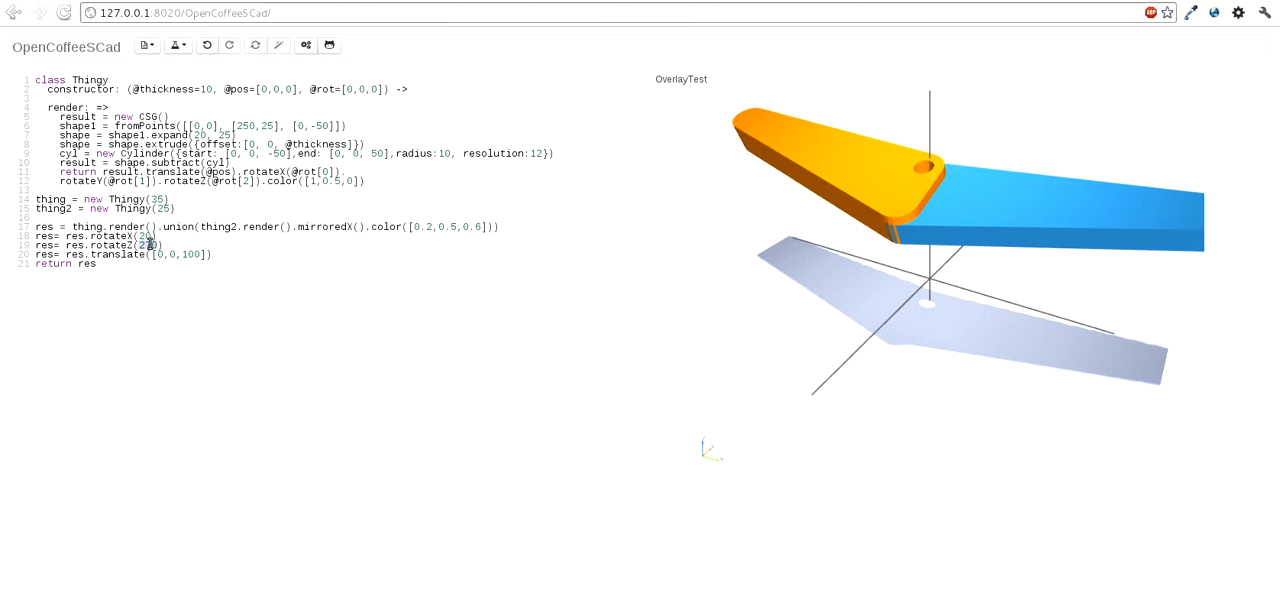 127.0.0.1:8020/OpenCoffeeSCad/
ABP
OpenCoffeeSCad
1 class Thingy
2 constructor: (@thickness=10, @pos=[0,0,0], @rot=[0,0,0]) ->
3
4 render: =>
5 result = new CSG()
6 shape1 = fromPoints([[0,0], [250,25], [0,-50]])
7 shape = shape1.expand(20, 25)
8 shape = shape.extrude({offset:[0, 0, @thickness]})
9 cyl = new Cylinder({start: [0, 0, -50],end: [0, 0, 50],radius:10, resolution:12})
10 result = shape.subtract(cyl)
11 return result.translate(@pos).rotateX(@rot[0]).
12 rotateY(@rot[1]).rotateZ(@rot[2]).color([1,0.5,0])
13
14 thing = new Thingy(35)
15 thing2 = new Thingy(25)
16
17 res = thing.render().union(thing2.render().mirroredX().color([0.2,0.5,0.6]))
18 res= res.rotateX(20)
19 res= res.rotateZ(
20 res= res.translate([0,0,100])
21 return res
OverlayTest